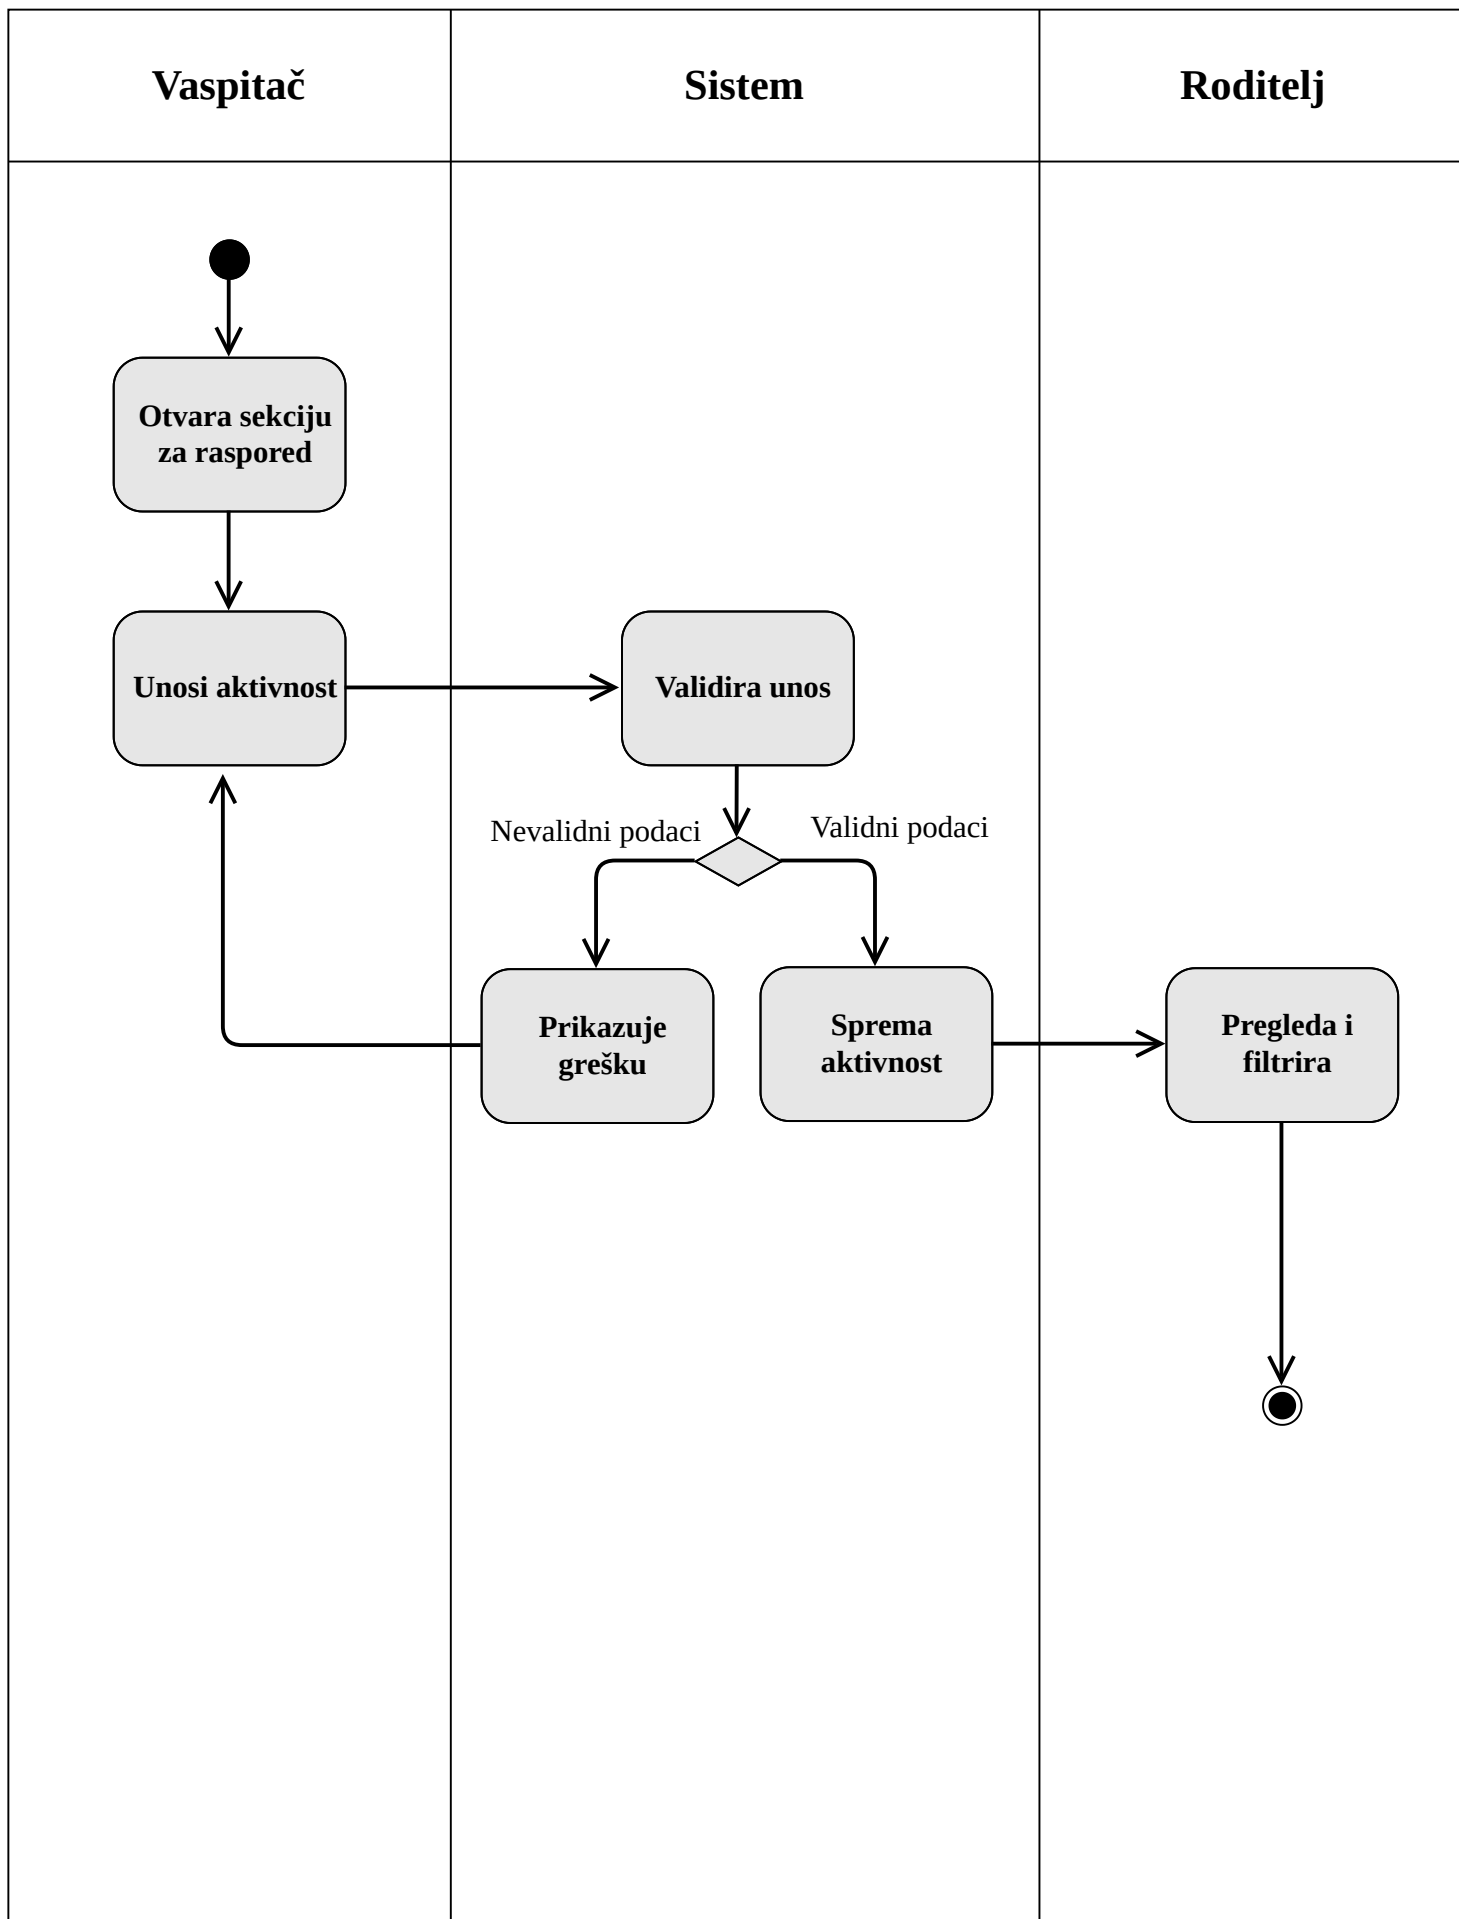 Vaspitač
Sistem
Roditelj
Otvara sekciju
za raspored
Unosi aktivnost
Validira unos
Nevalidni podaci
Validni podaci
Prikazuje
grešku
Sprema
aktivnost
Pregleda i
filtrira